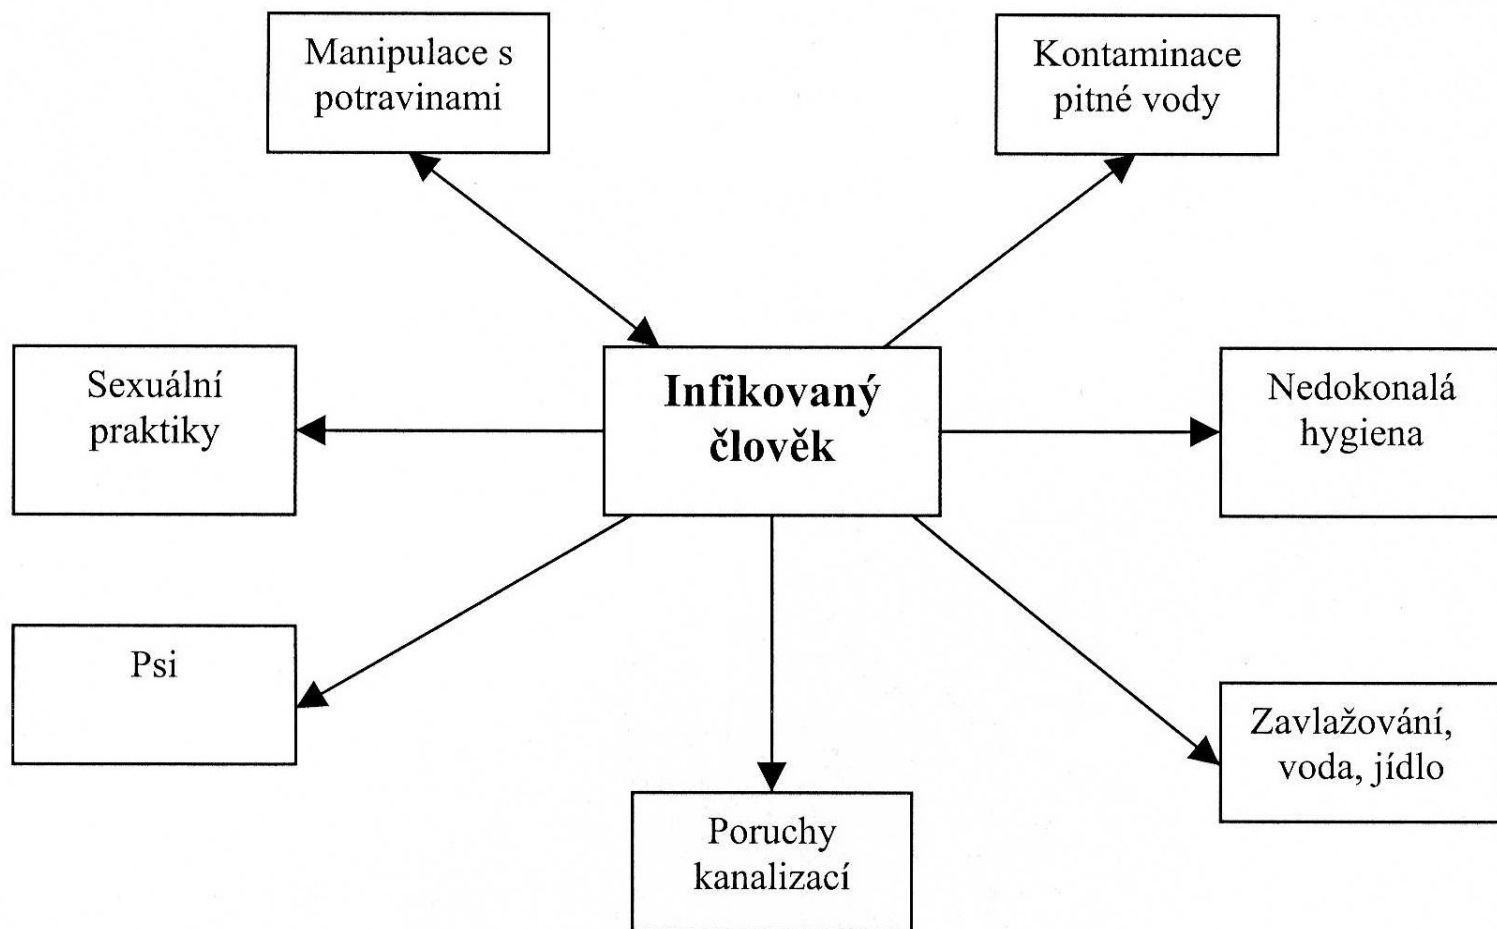 Manipulace s
potravinami
Kontaminace
pitné vody
Sexuální
praktiky
Infikovaný
člověk
Nedokonalá
hygiena
Psi
Zavlažování,
voda, jídlo
Poruchy
kanalizací